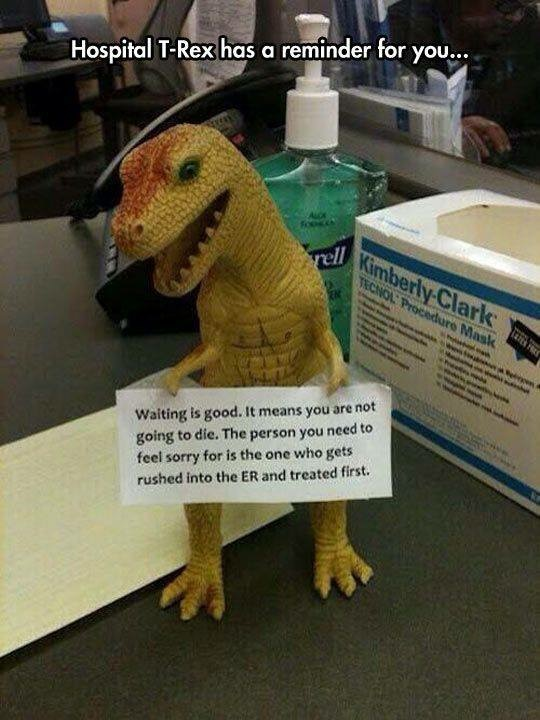 Hospital T-Rex has a reminder for you...
rell
Kimberly-Clark
TECNOL Procedure Mask
Waiting is good. It means you are not
going to die. The person you need to
feel sorry for is the one who gets
rushed into the ER and treated first.